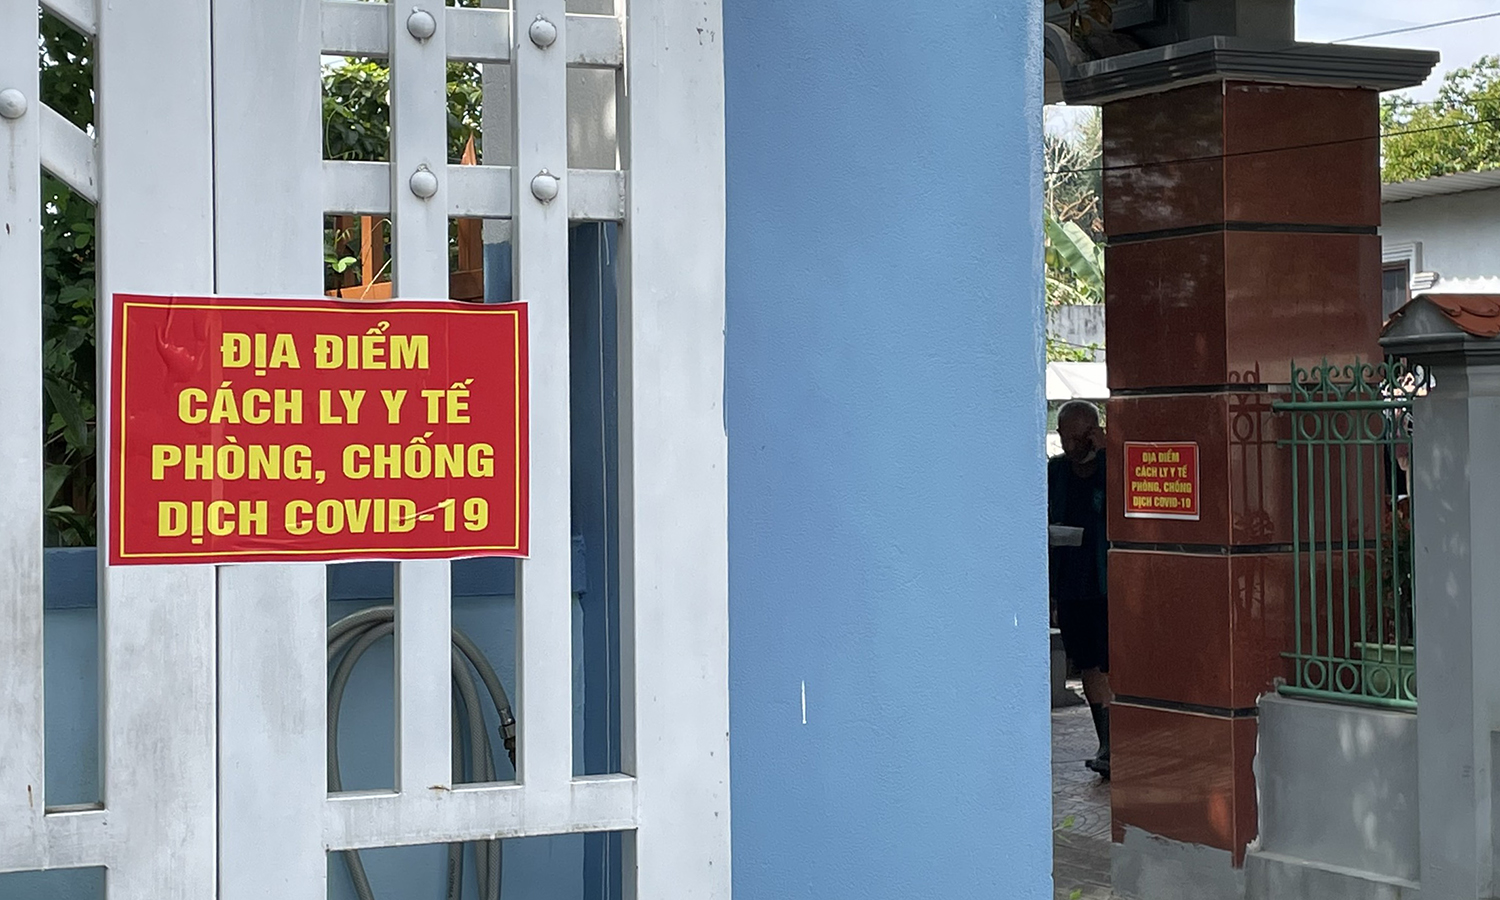 ĐỊA ĐIỂM
CÁCH LY Y TẾ
PHÒNG, CHỐNG
DỊCH COVID-19
ĐỊA ĐIỂM
CÁCH LY Y TẾ
PHÒNG, CHỐNG
DỊCH COVID-19